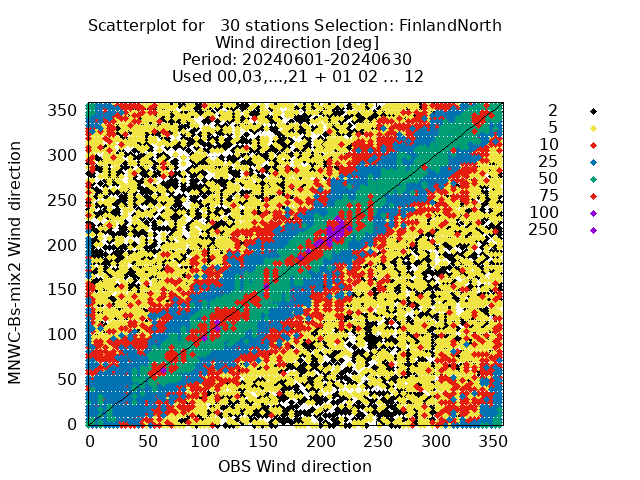 Scatterplot for   30 stations Selection: FinlandNorth
Wind direction [deg]
Period: 20240601-20240630
Used 00,03,...,21 + 01 02 ... 12
MNWC-Bs-mix2 Wind direction
350
300
250
200
150
100
50
0
0 50 100 150 200 250 300 350
OBS Wind direction
2
5
10
25
50
75
100
250